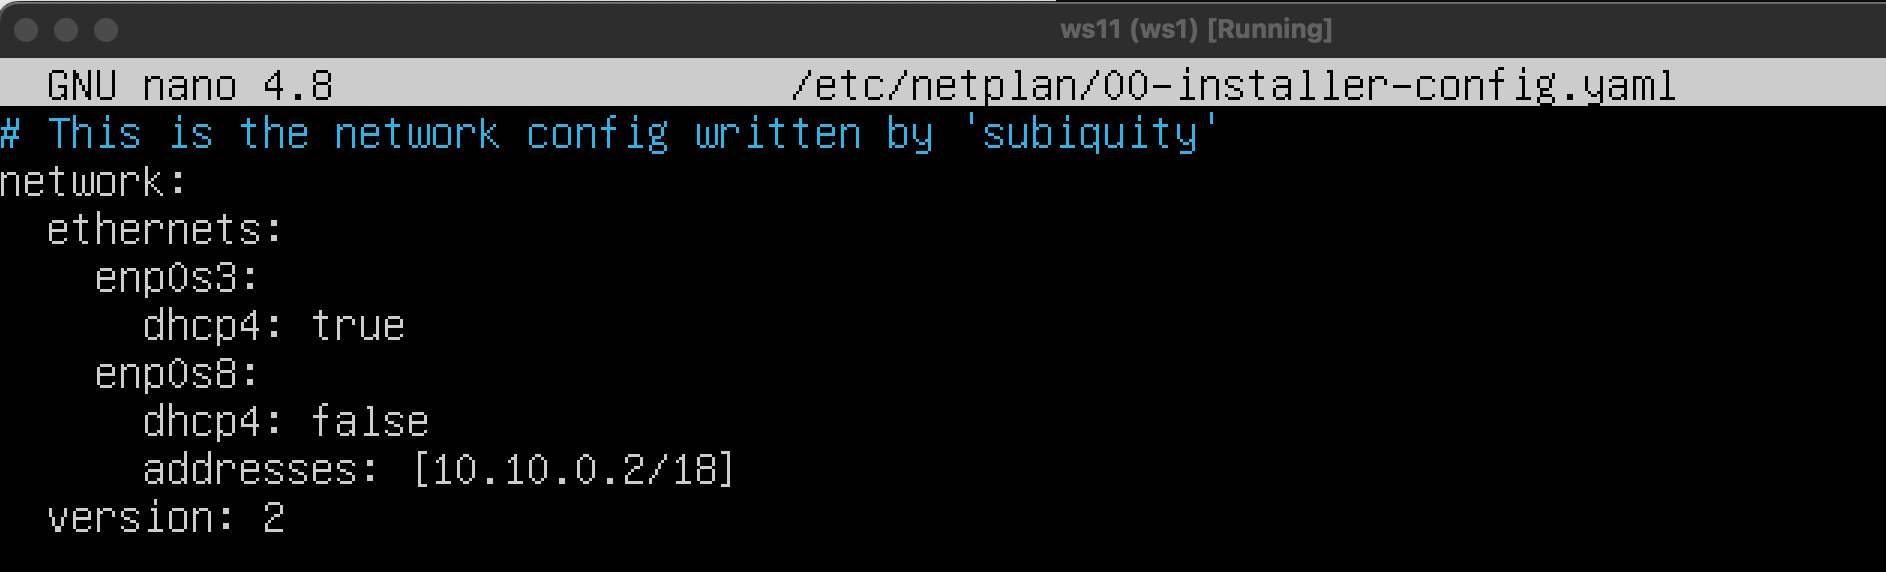 ws11 (ws1) [Running]
GNU nano 4.8 /etc/netplan/00-installer-config.yaml
# This is the network config written by 'subiquity'
network:
  ethernets:
    enp0s3:
      dhcp4: true
    enp0s8:
      dhcp4: false
      addresses: [10.10.0.2/18]
  version: 2